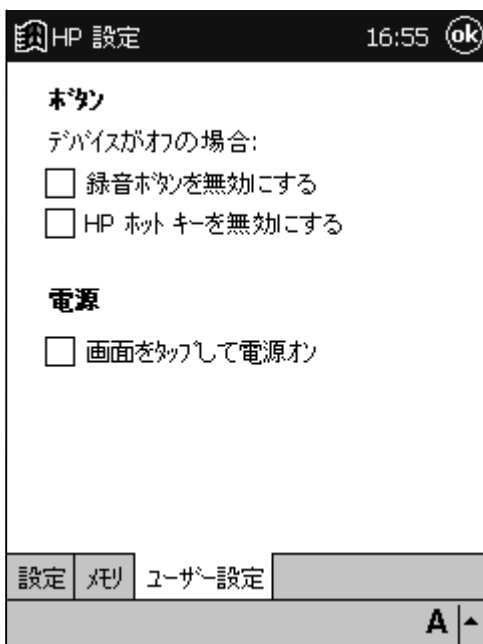 HP 設定 16:55 ok
ボタン
デバイスがオフの場合:
録音ボタンを無効にする
HP ホット キーを無効にする
電源
画面をタップして電源オン
設定 メモリ ユーザー設定
A